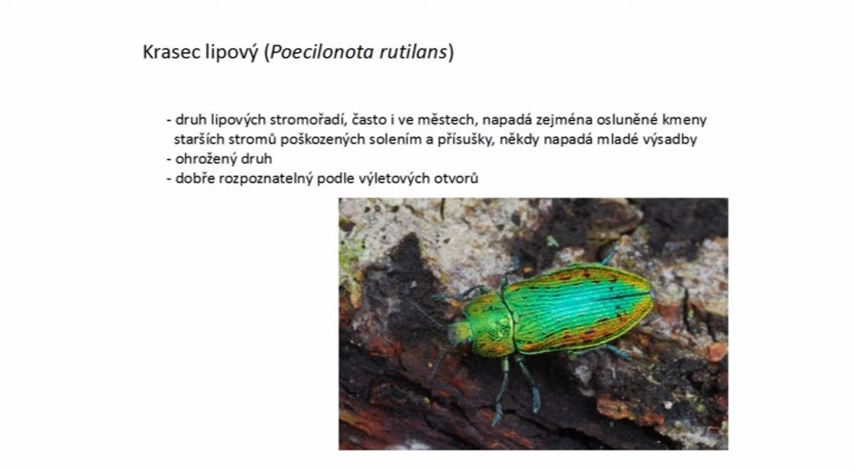 Krasec lipový (Poecilonota rutilans)
- druh lipových stromořadí, často i ve městech, napadá zejména osluněné kmeny
starších stromů poškozených solením a přísušky, někdy napadá mladé výsadby
- ohrožený druh
- dobře rozpoznatelný podle výletových otvorů